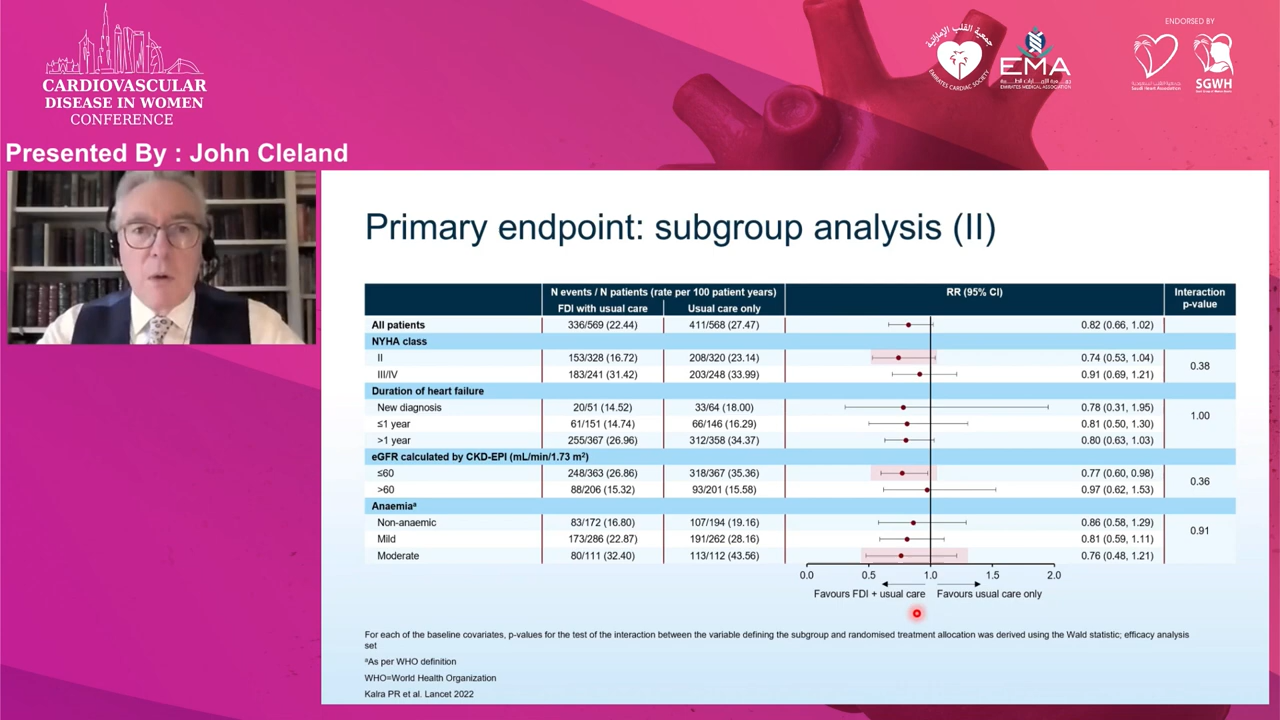 CARDIOVASCULAR
DISEASE IN WOMEN
CONFERENCE
جمعية القلب الإماراتية
EMIRATES CARDIAC SOCIETY
EMA
EMIRATES MEDICAL ASSOCIATION
ENDORSED BY
Saudi Heart Association
SGWH
Presented By : John Cleland
Primary endpoint: subgroup analysis (II)
N events / N patients (rate per 100 patient years) RR (95% CI) Interaction p-value
FDI with usual care Usual care only
All patients 336/569 (22.44) 411/568 (27.47) 0.82 (0.66, 1.02)
NYHA class
II 153/328 (16.72) 208/320 (23.14) 0.74 (0.53, 1.04)
0.38
III/IV 183/241 (31.42) 203/248 (33.99) 0.91 (0.69, 1.21)
Duration of heart failure
New diagnosis 20/51 (14.52) 33/64 (18.00) 0.78 (0.31, 1.95)
1.00
≤1 year 61/151 (14.74) 66/146 (16.29) 0.81 (0.50, 1.30)
>1 year 255/367 (26.96) 312/358 (34.37) 0.80 (0.63, 1.03)
eGFR calculated by CKD-EPI (mL/min/1.73 m²)
≤60 248/363 (26.86) 318/367 (35.36) 0.77 (0.60, 0.98)
0.36
>60 88/206 (15.32) 93/201 (15.58) 0.97 (0.62, 1.53)
Anaemiaᵃ
Non-anaemic 83/172 (16.80) 107/194 (19.16) 0.86 (0.58, 1.29)
0.91
Mild 173/286 (22.87) 191/262 (28.16) 0.81 (0.59, 1.11)
Moderate 80/111 (32.40) 113/112 (43.56) 0.76 (0.48, 1.21)
0.0 0.5 1.0 1.5 2.0
Favours FDI + usual care Favours usual care only
For each of the baseline covariates, p-values for the test of the interaction between the variable defining the subgroup and randomised treatment allocation was derived using the Wald statistic; efficacy analysis
set
ᵃAs per WHO definition
WHO=World Health Organization
Kalra PR et al. Lancet 2022